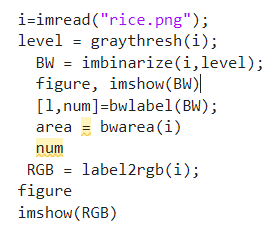 i=imread("rice.png");
level = graythresh(i);
BW = imbinarize(i,level);
figure, imshow(BW)
[l,num]=bwlabel(BW);
area = bwarea(i)
num
RGB = label2rgb(i);
figure
imshow(RGB)